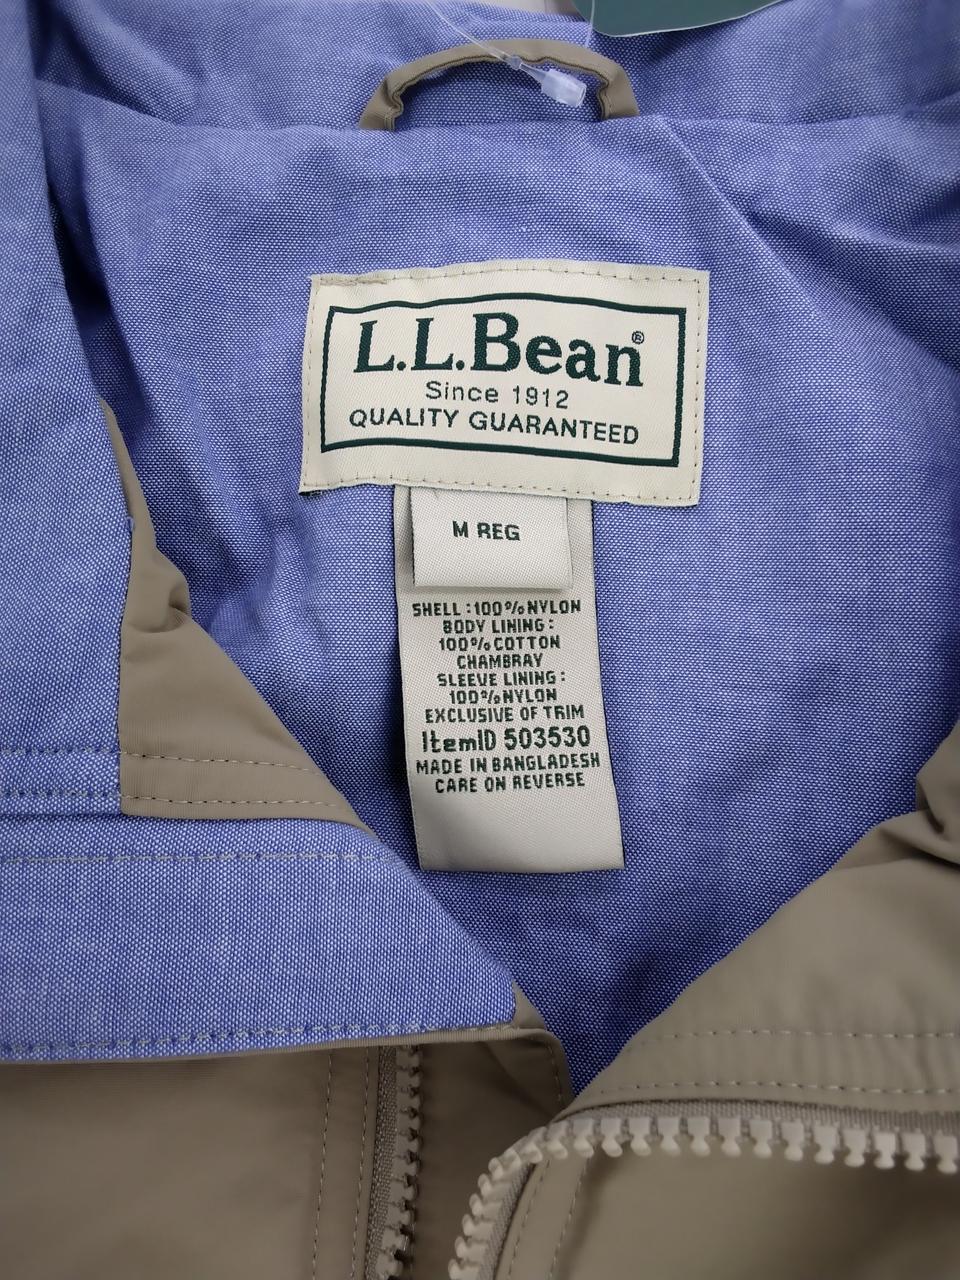 L.L.Bean®
Since 1912
QUALITY GUARANTEED
M REG
SHELL:100%NYLON
BODY LINING:
100%COTTON
CHAMBRAY
SLEEVE LINING:
100%NYLON
EXCLUSIVE OF TRIM
ItemID 503530
MADE IN BANGLADESH
CARE ON REVERSE